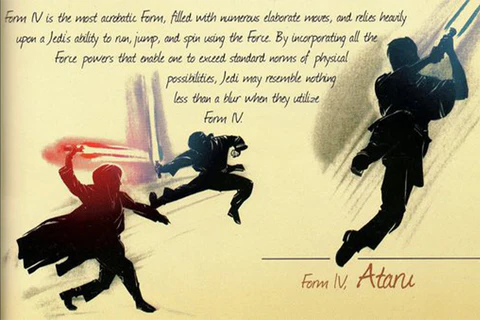 Form IV is the most acrobatic Form, filled with numerous elaborate moves, and relies heavily
upon a Jedi's ability to run, jump, and spin using the Force. By incorporating all the
Force powers that enable one to exceed standard norms of physical
possibilities, Jedi may resemble nothing
less than a blur when they utilize
Form IV.
Form IV, Ataru